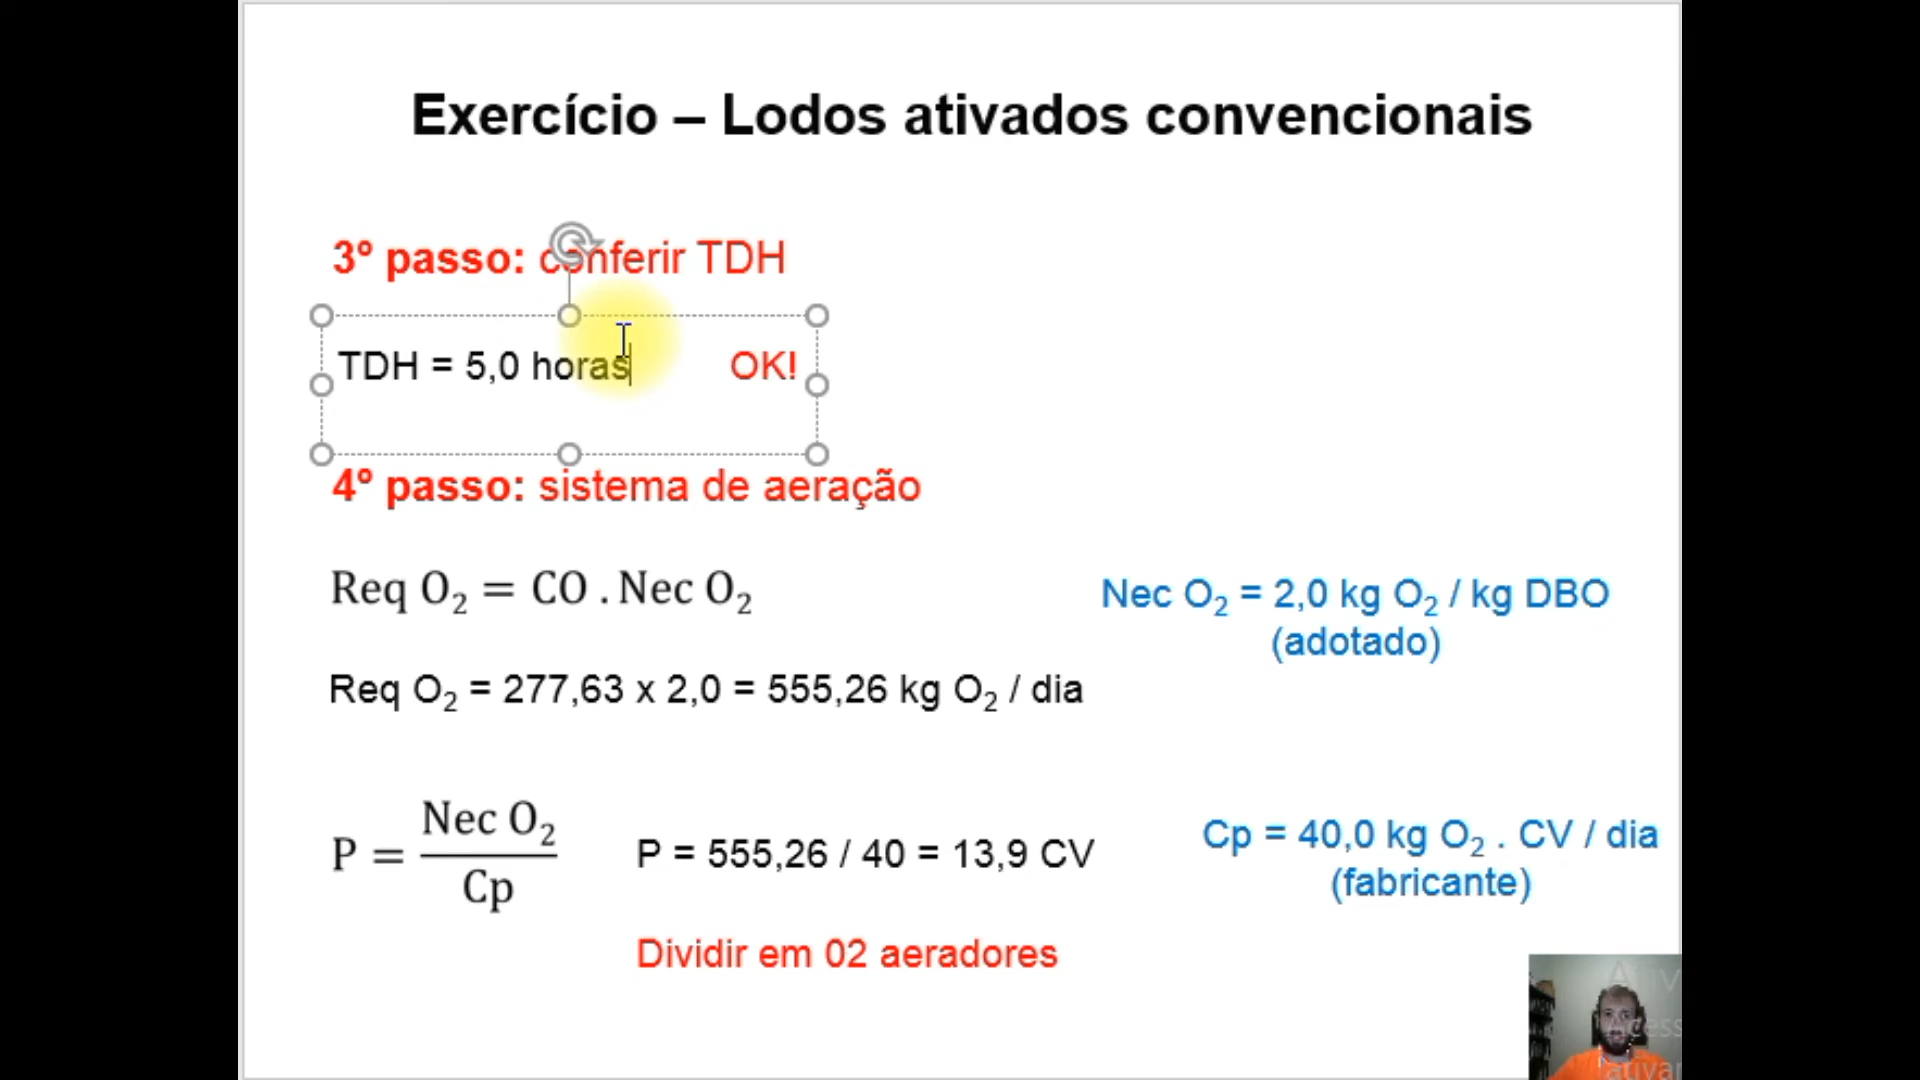 Exercício – Lodos ativados convencionais
3º passo: conferir TDH
TDH = 5,0 horas OK!
4º passo: sistema de aeração
Req O₂ = CO . Nec O₂
Nec O₂ = 2,0 kg O₂ / kg DBO
(adotado)
Req O₂ = 277,63 x 2,0 = 555,26 kg O₂ / dia
P = Nec O₂ / Cp
P = 555,26 / 40 = 13,9 CV
Cp = 40,0 kg O₂ . CV / dia
(fabricante)
Dividir em 02 aeradores